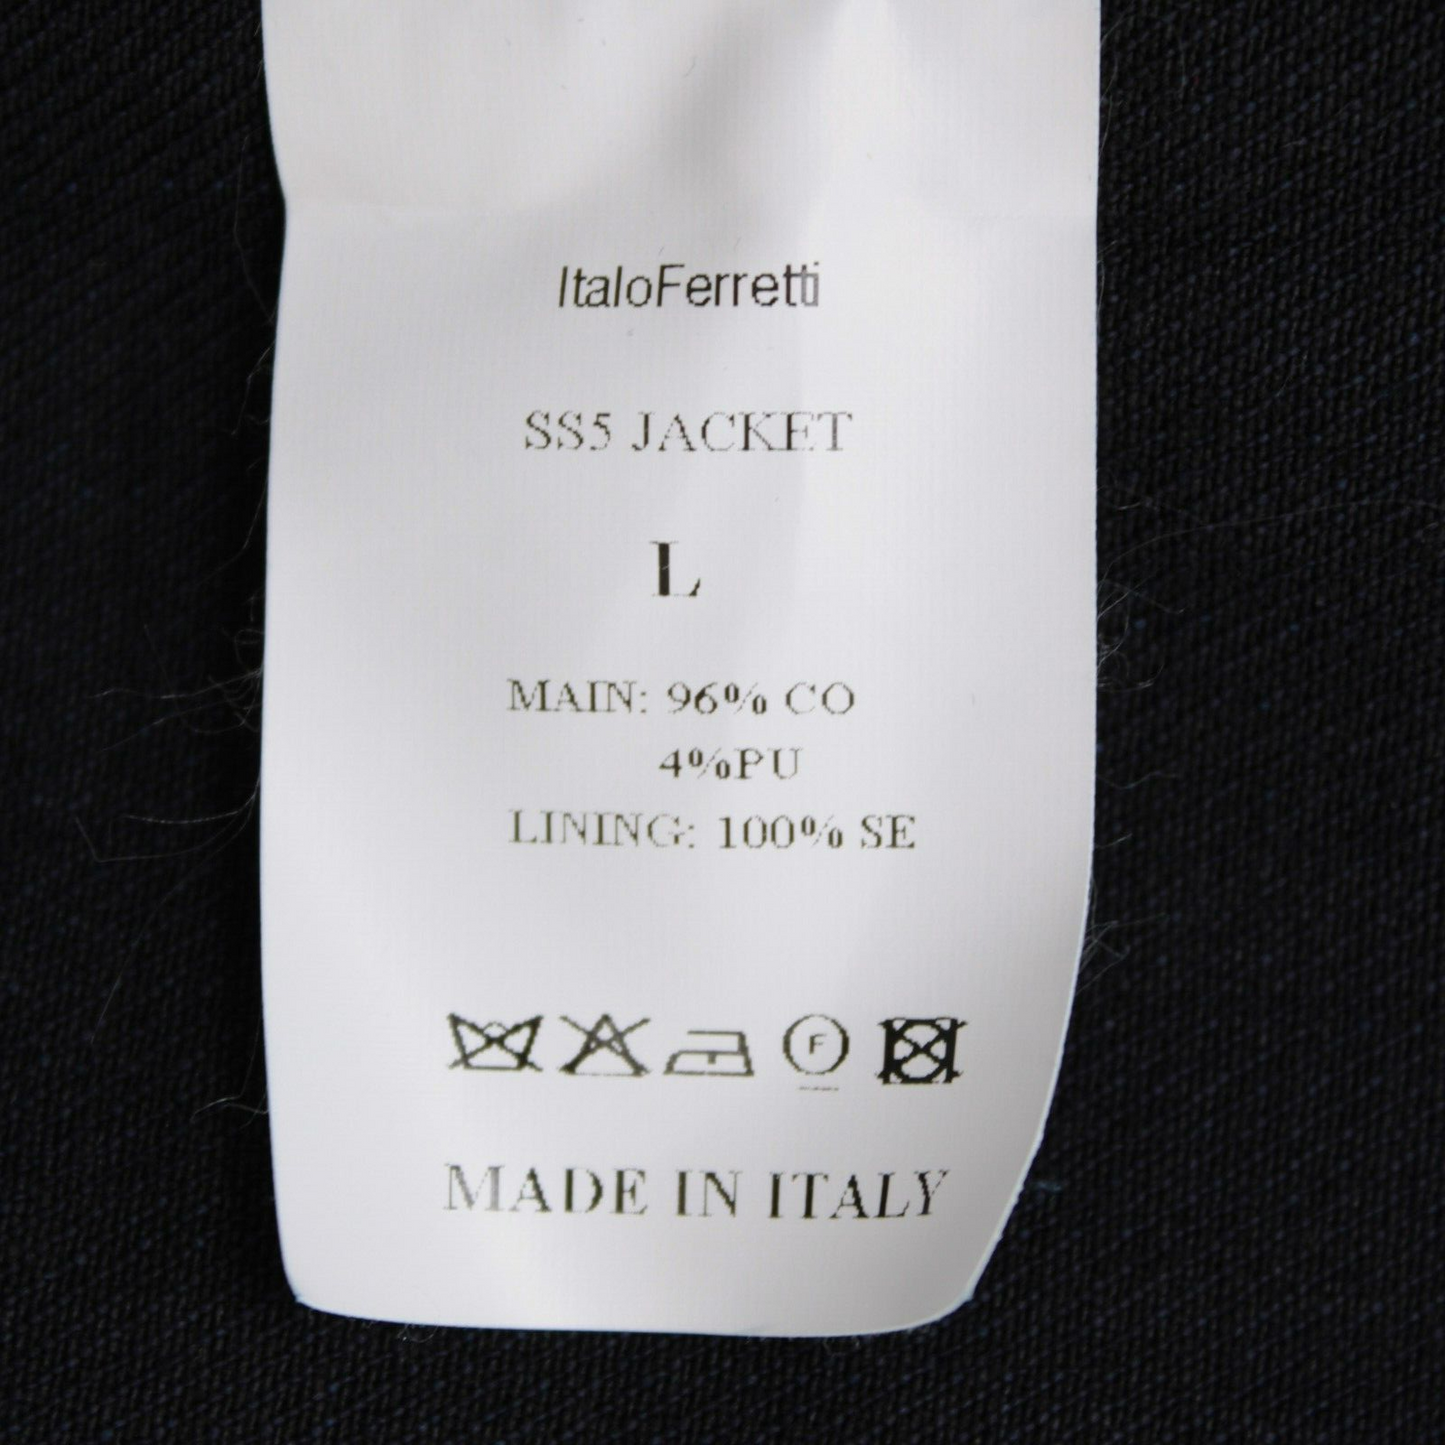 ItaloFerretti
SS5 JACKET
L
MAIN: 96% CO
4%PU
LINING: 100% SE
F
MADE IN ITALY